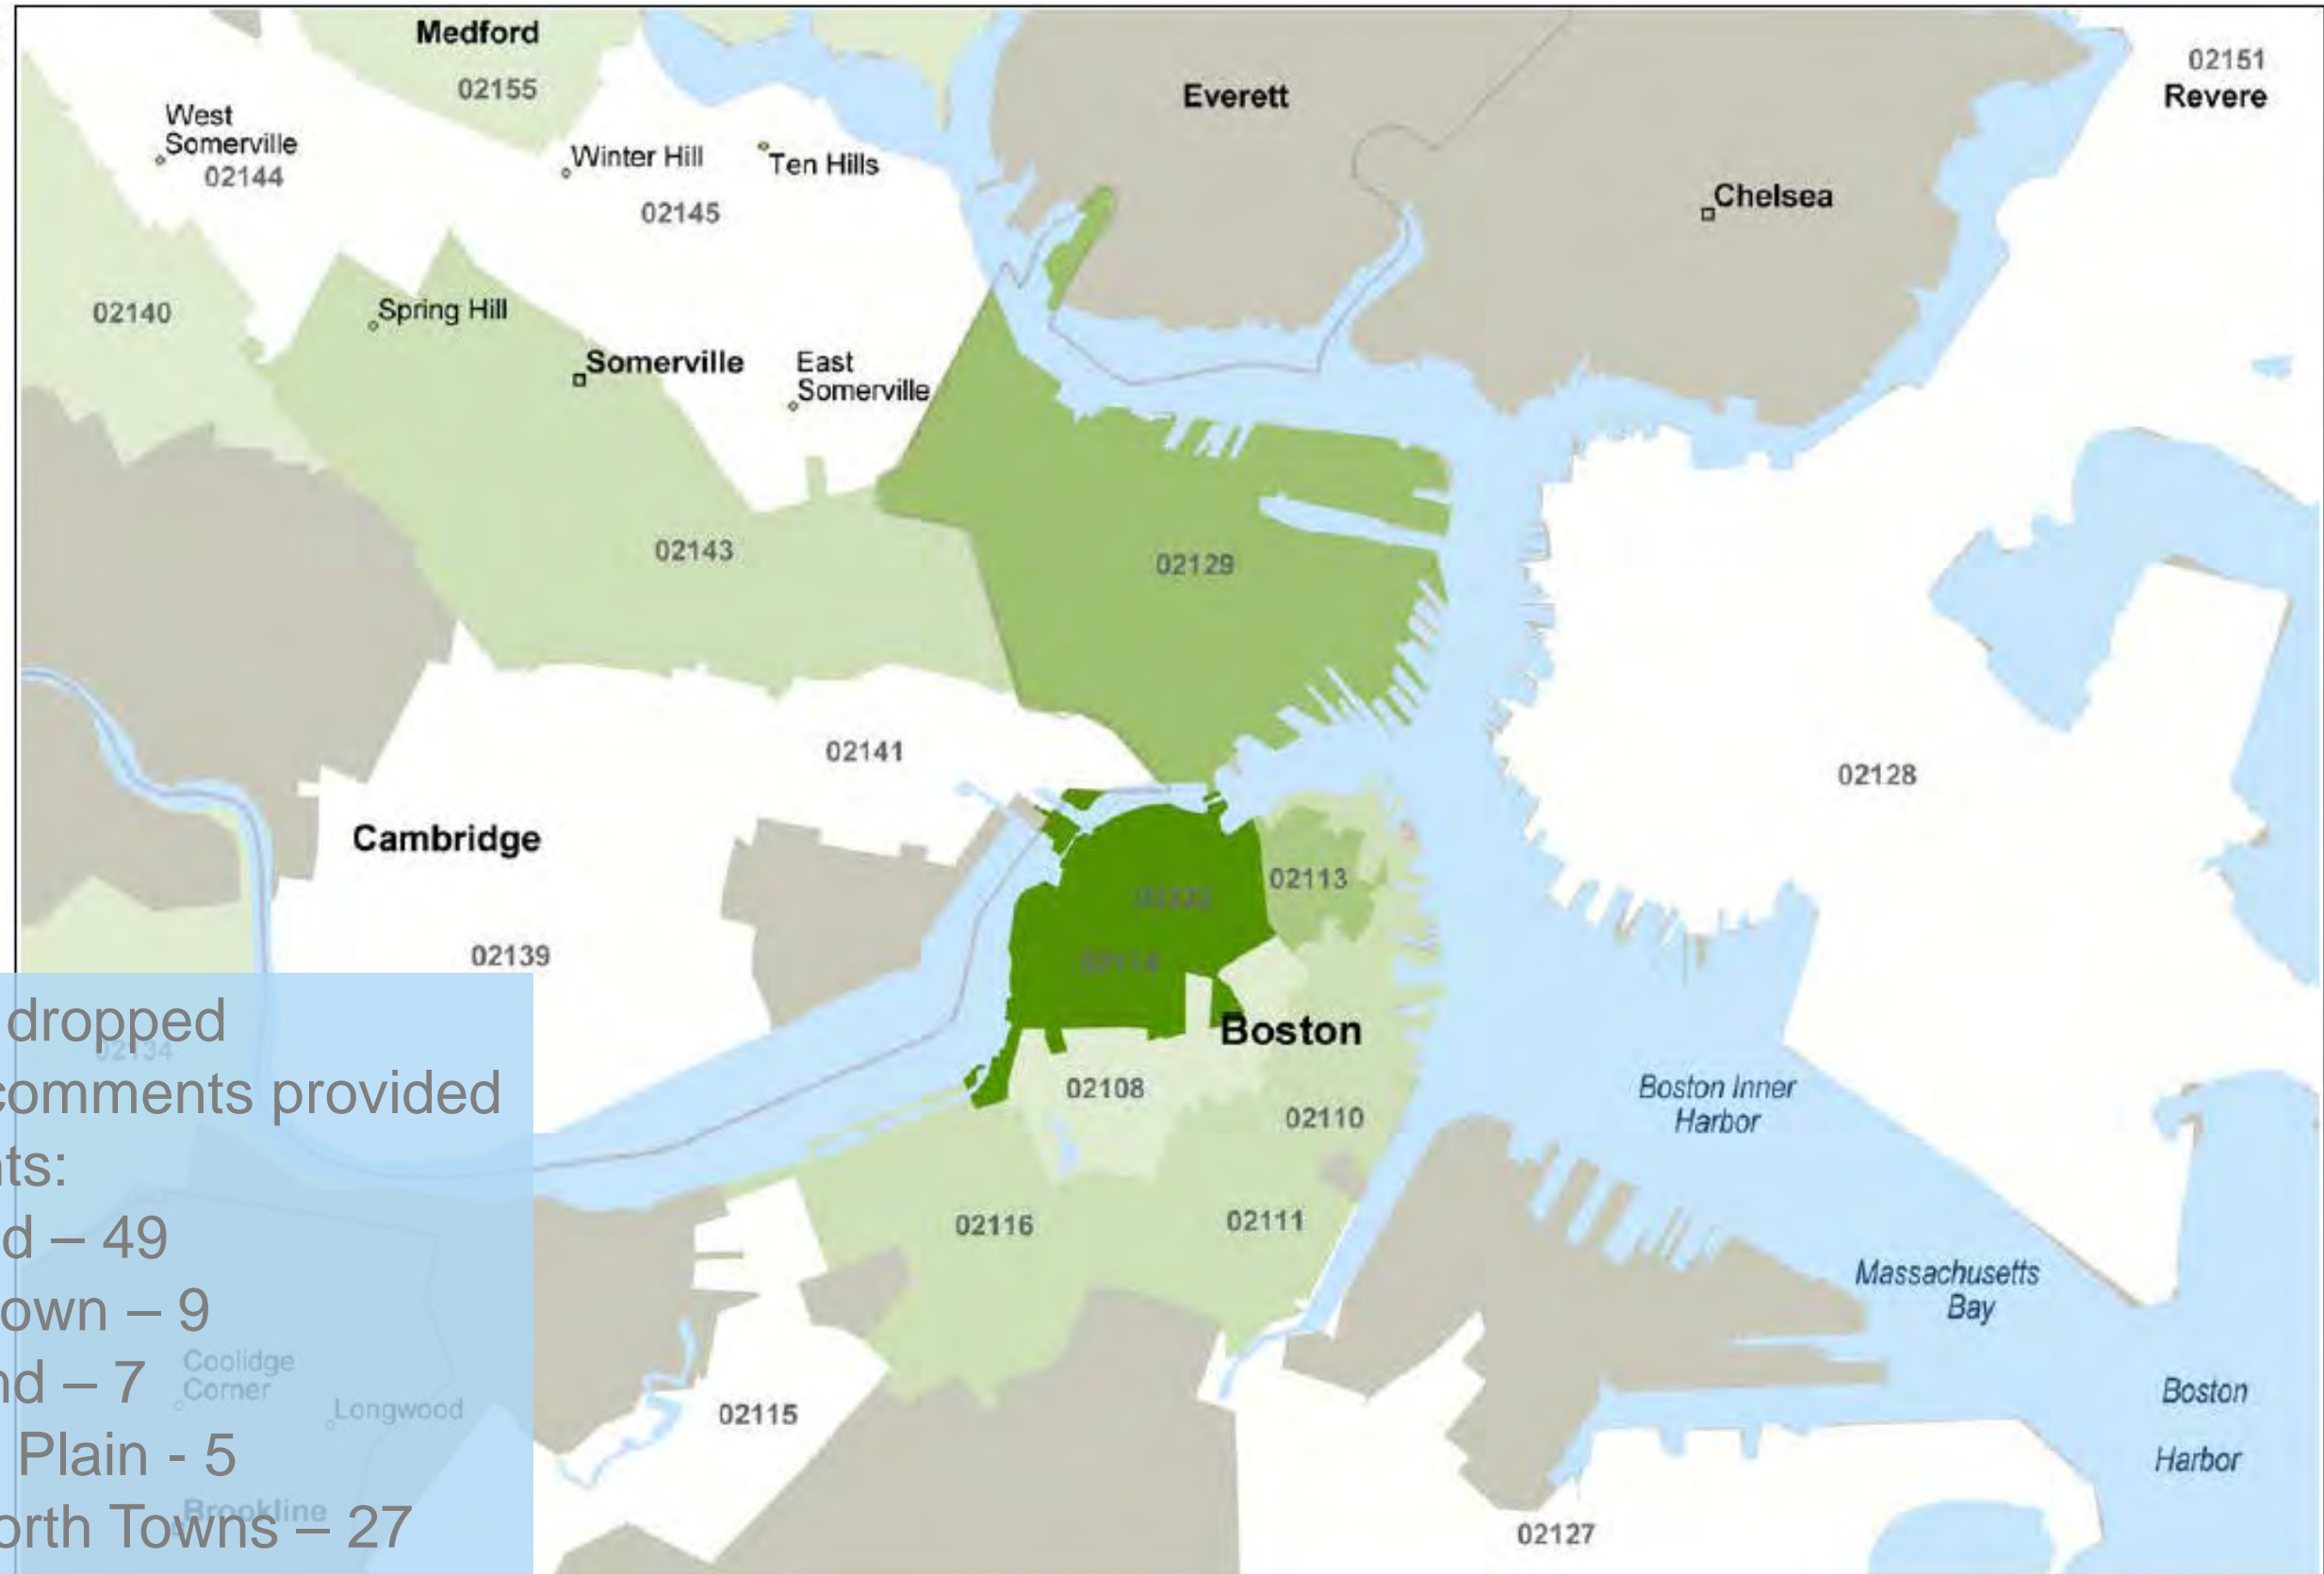 Medford
02155
Everett
02151
Revere
West
Somerville
02144
Winter Hill
Ten Hills
02145
Chelsea
02140
Spring Hill
Somerville
East
Somerville
02143
02129
02141
02128
Cambridge
02113
02139
02114
Boston
02108
02110
Boston Inner
Harbor
02116
02111
Massachusetts
Bay
Boston
Harbor
02115
02127
02134
Coolidge
Corner
Longwood
Brookline
dropped
comments provided
nts:
d – 49
own – 9
nd – 7
Plain - 5
orth Towns – 27